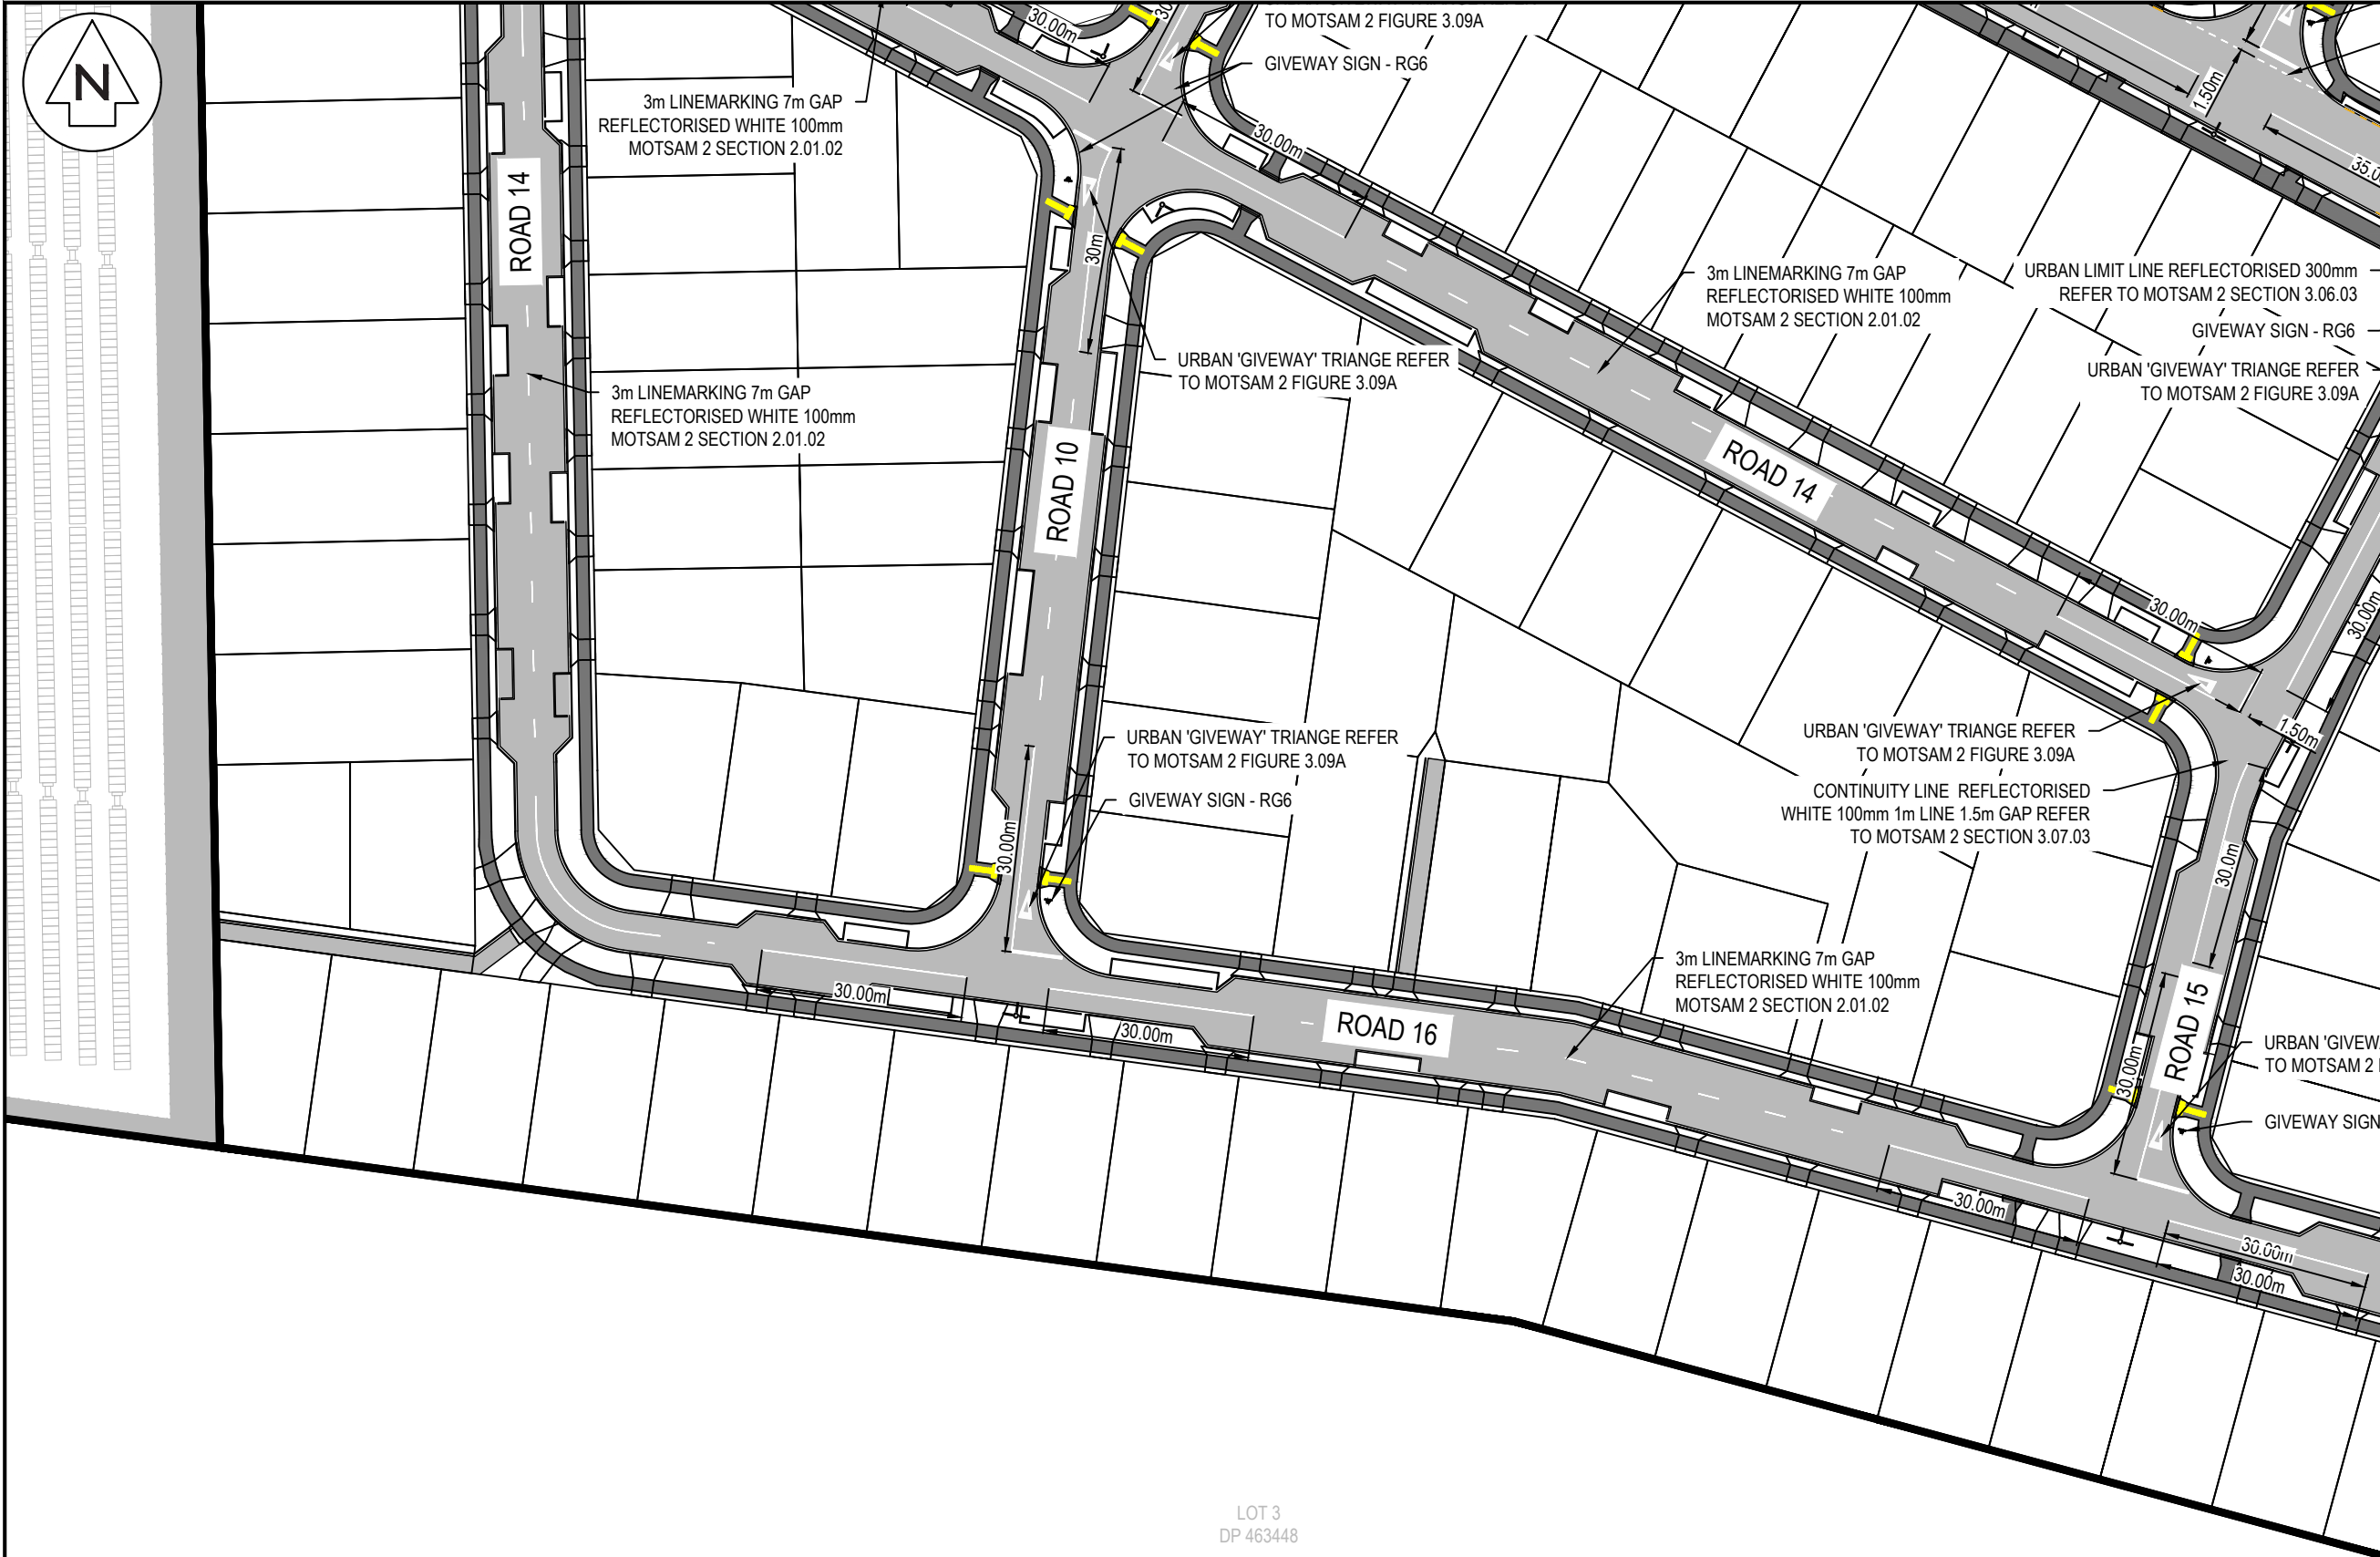 N
30.00m
30
TO MOTSAM 2 FIGURE 3.09A
GIVEWAY SIGN - RG6
3m LINEMARKING 7m GAP
REFLECTORISED WHITE 100mm
MOTSAM 2 SECTION 2.01.02
30.00m
1.50m
35.0
ROAD 14
30m
3m LINEMARKING 7m GAP
REFLECTORISED WHITE 100mm
MOTSAM 2 SECTION 2.01.02
URBAN LIMIT LINE REFLECTORISED 300mm
REFER TO MOTSAM 2 SECTION 3.06.03
GIVEWAY SIGN - RG6
URBAN 'GIVEWAY' TRIANGE REFER
TO MOTSAM 2 FIGURE 3.09A
URBAN 'GIVEWAY' TRIANGE REFER
TO MOTSAM 2 FIGURE 3.09A
3m LINEMARKING 7m GAP
REFLECTORISED WHITE 100mm
MOTSAM 2 SECTION 2.01.02
ROAD 10
ROAD 14
30.00m
30.00m
1.50m
URBAN 'GIVEWAY' TRIANGE REFER
TO MOTSAM 2 FIGURE 3.09A
GIVEWAY SIGN - RG6
URBAN 'GIVEWAY' TRIANGE REFER
TO MOTSAM 2 FIGURE 3.09A
CONTINUITY LINE REFLECTORISED
WHITE 100mm 1m LINE 1.5m GAP REFER
TO MOTSAM 2 SECTION 3.07.03
30.00m
30.0m
3m LINEMARKING 7m GAP
REFLECTORISED WHITE 100mm
MOTSAM 2 SECTION 2.01.02
30.00m
30.00m
ROAD 16
ROAD 15
30.00m
URBAN 'GIVEW
TO MOTSAM 2
GIVEWAY SIGN
30.00m
30.00m
30.00m
LOT 3
DP 463448